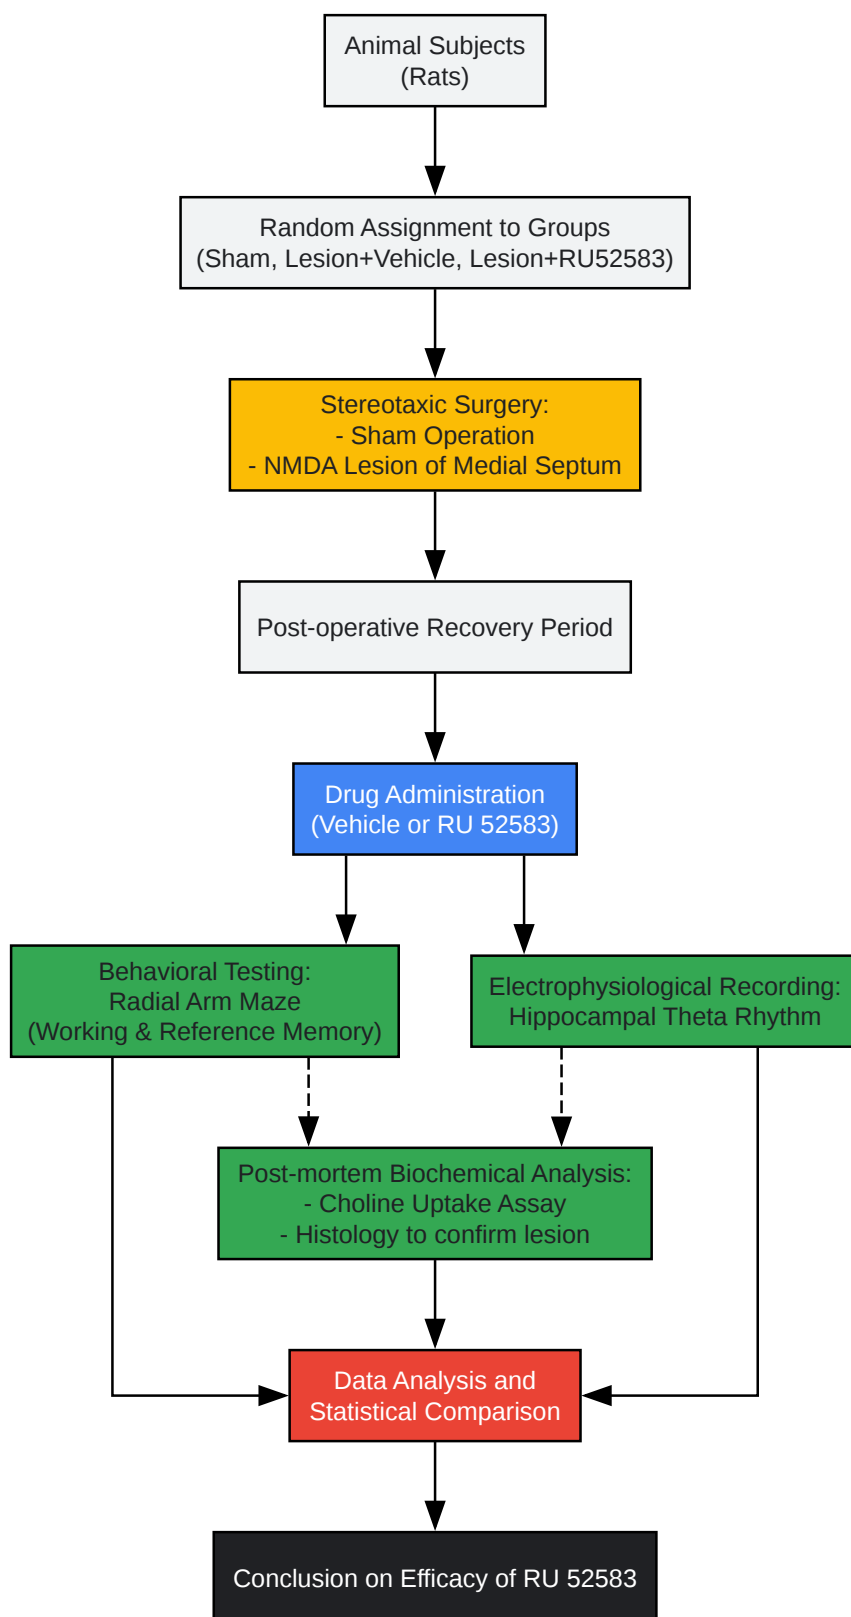 Animal Subjects
(Rats)
Random Assignment to Groups
(Sham, Lesion+Vehicle, Lesion+RU52583)
Stereotaxic Surgery:
- Sham Operation
- NMDA Lesion of Medial Septum
Post-operative Recovery Period
Drug Administration
(Vehicle or RU 52583)
Behavioral Testing:
Radial Arm Maze
(Working & Reference Memory)
Electrophysiological Recording:
Hippocampal Theta Rhythm
Post-mortem Biochemical Analysis:
- Choline Uptake Assay
- Histology to confirm lesion
Data Analysis and
Statistical Comparison
Conclusion on Efficacy of RU 52583